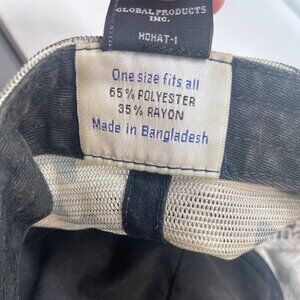 GLOBAL PRODUCTS
INC.
HDHAT-1
One size fits all
65% POLYESTER
35% RAYON
Made in Bangladesh